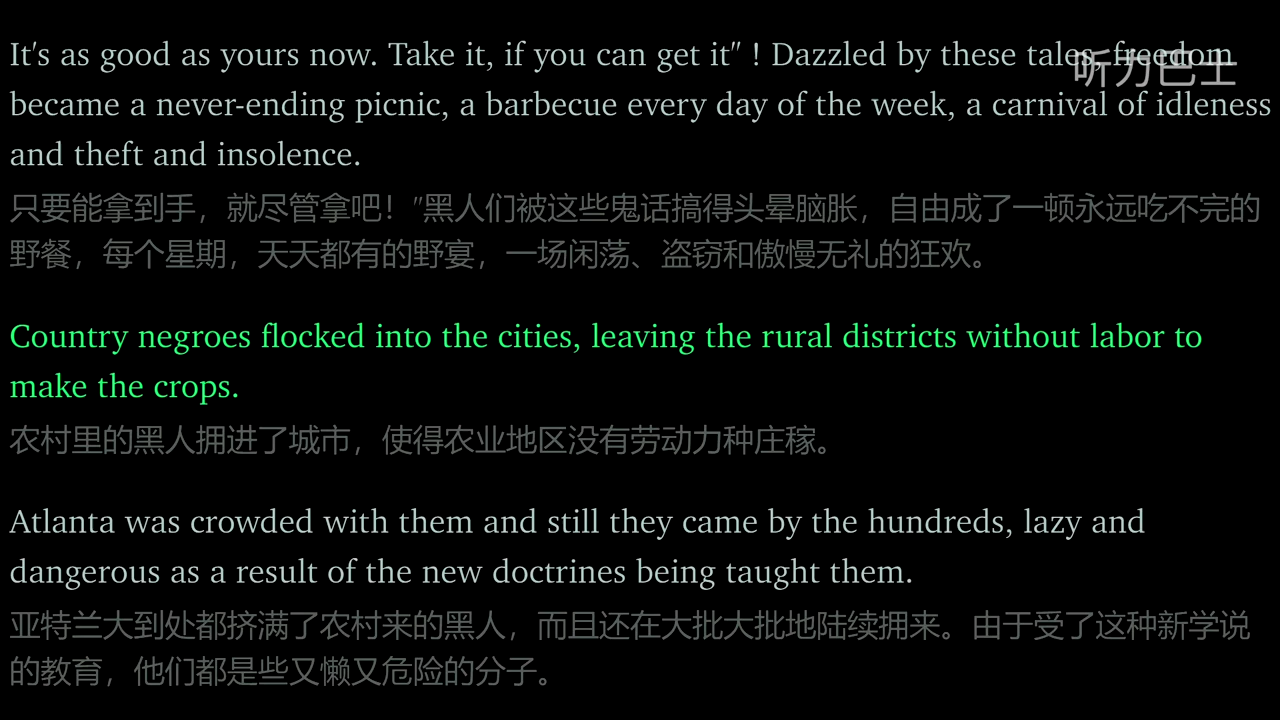 It's as good as yours now. Take it, if you can get it" ! Dazzled by these tales, freedom
听力巴士
became a never-ending picnic, a barbecue every day of the week, a carnival of idleness
and theft and insolence.
只要能拿到手，就尽管拿吧！"黑人们被这些鬼话搞得头晕脑胀，自由成了一顿永远吃不完的
野餐，每个星期，天天都有的野宴，一场闲荡、盗窃和傲慢无礼的狂欢。
Country negroes flocked into the cities, leaving the rural districts without labor to
make the crops.
农村里的黑人拥进了城市，使得农业地区没有劳动力种庄稼。
Atlanta was crowded with them and still they came by the hundreds, lazy and
dangerous as a result of the new doctrines being taught them.
亚特兰大到处都挤满了农村来的黑人，而且还在大批大批地陆续拥来。由于受了这种新学说
的教育，他们都是些又懒又危险的分子。